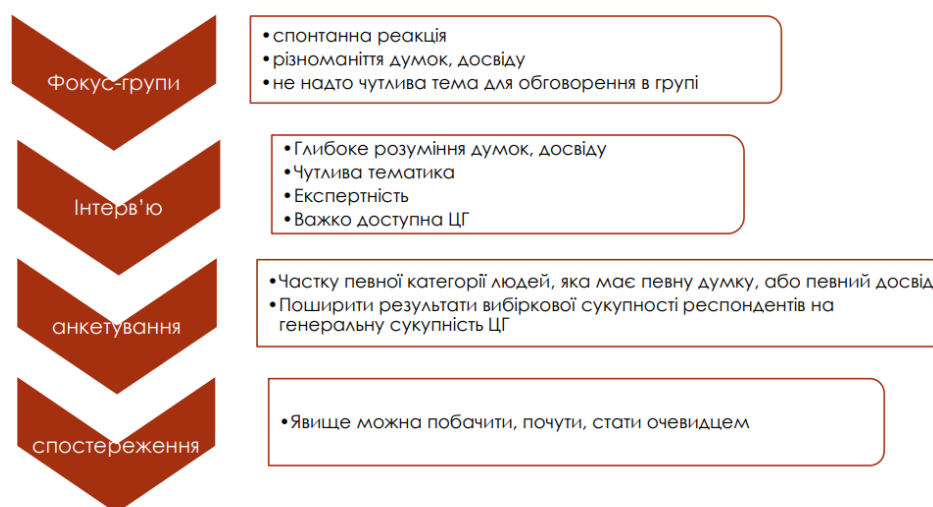 Фокус-групи
•спонтанна реакція
•різноманіття думок, досвіду
•не надто чутлива тема для обговорення в групі
Інтерв’ю
•Глибоке розуміння думок, досвіду
•Чутлива тематика
•Експертність
•Важко доступна ЦГ
анкетування
•Частку певної категорії людей, яка має певну думку, або певний досвід
•Поширити результати вибіркової сукупності респондентів на
генеральну сукупність ЦГ
спостереження
•Явище можна побачити, почути, стати очевидцем